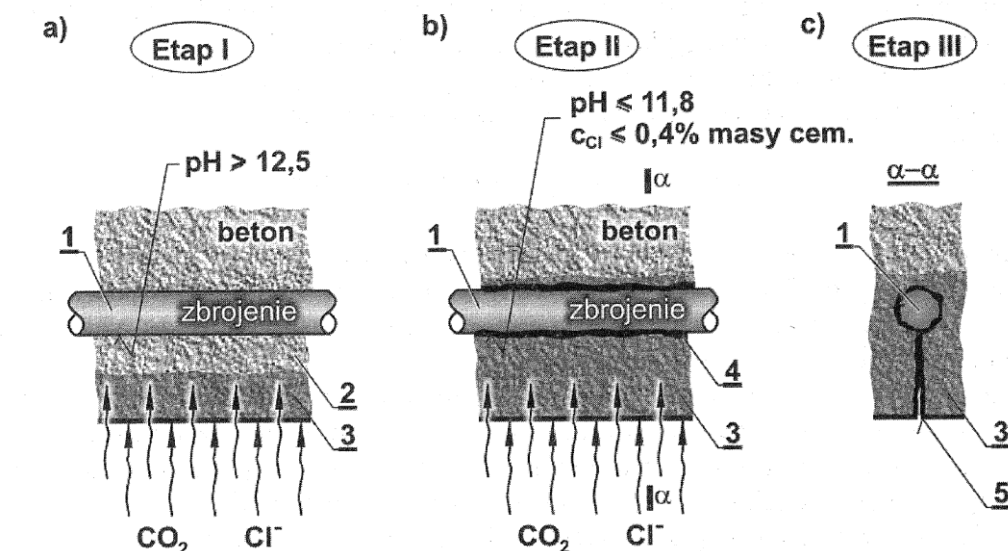 a)
Etap I
pH > 12,5
beton
1
zbrojenie
2
3
CO₂ Cl⁻
b)
Etap II
pH ⩽ 11,8
c_Cl ⩽ 0,4% masy cem.
α
beton
1
zbrojenie
4
3
α
CO₂ Cl⁻
c)
Etap III
α–α
1
3
5